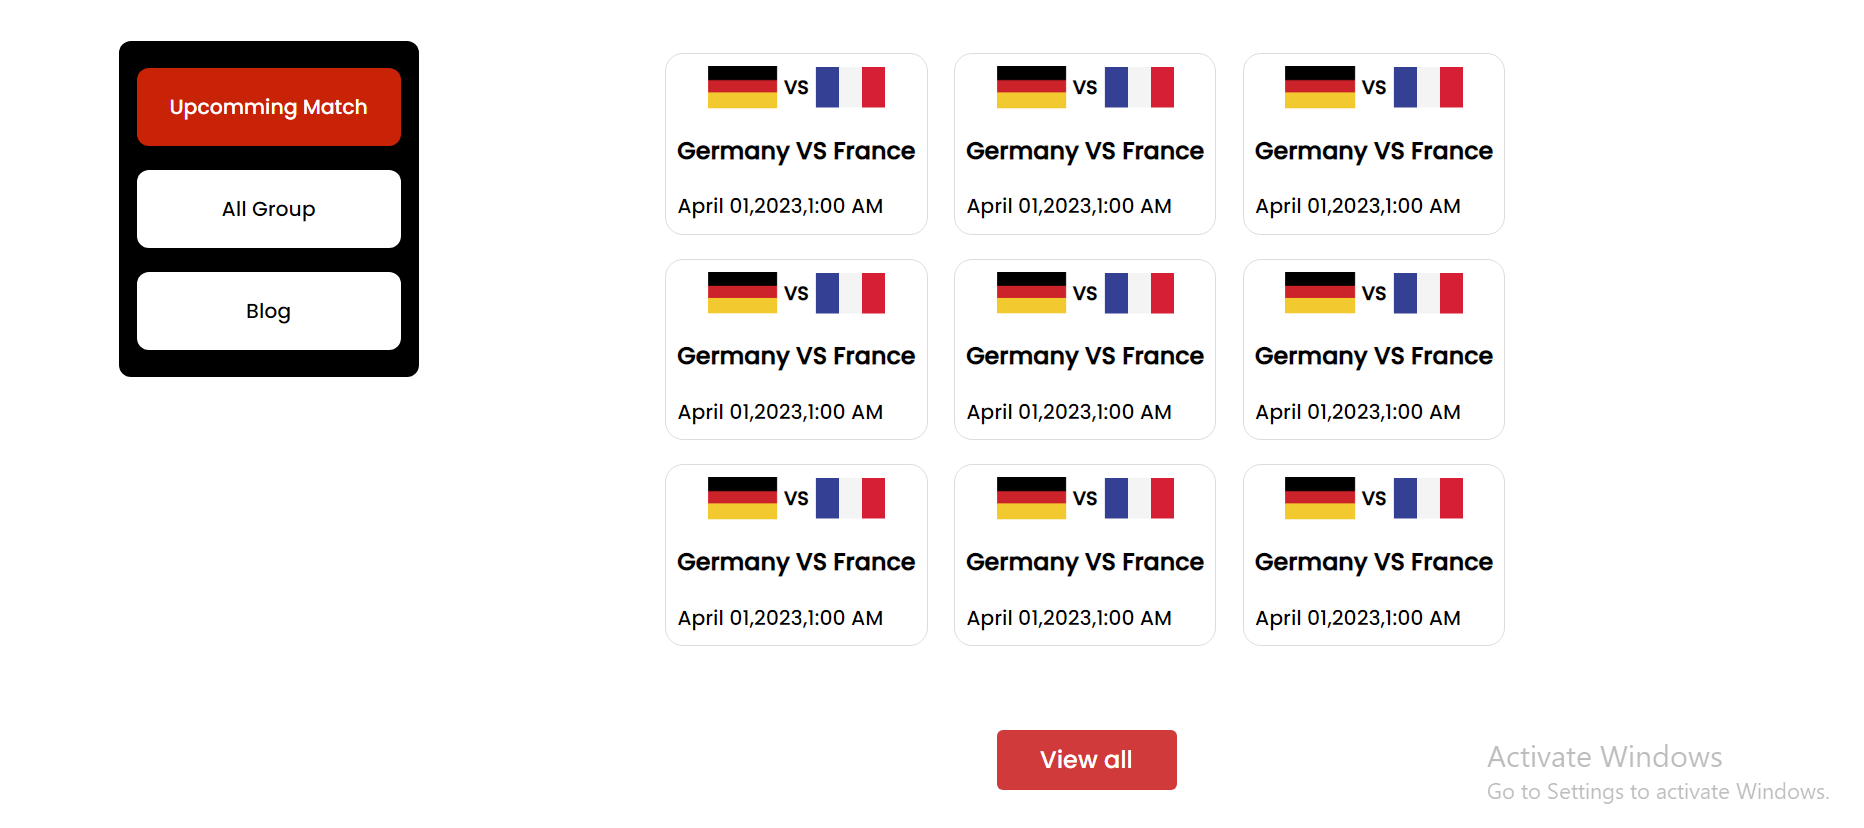 Upcomming Match
All Group
Blog
VS
VS
VS
Germany VS France
Germany VS France
Germany VS France
April 01,2023,1:00 AM
April 01,2023,1:00 AM
April 01,2023,1:00 AM
VS
VS
VS
Germany VS France
Germany VS France
Germany VS France
April 01,2023,1:00 AM
April 01,2023,1:00 AM
April 01,2023,1:00 AM
VS
VS
VS
Germany VS France
Germany VS France
Germany VS France
April 01,2023,1:00 AM
April 01,2023,1:00 AM
April 01,2023,1:00 AM
View all
Activate Windows
Go to Settings to activate Windows.